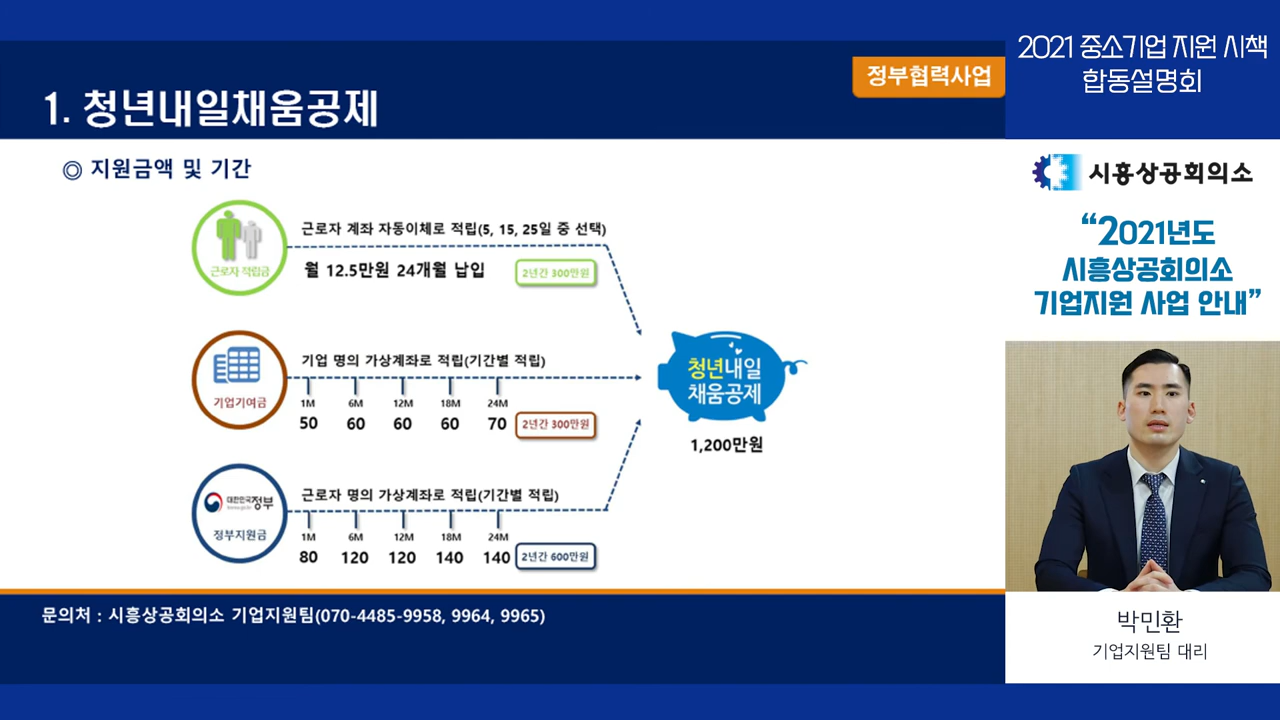 2021 중소기업 지원 시책
합동설명회
정부협력사업
1. 청년내일채움공제
◎ 지원금액 및 기간
시흥상공회의소
“2021년도
시흥상공회의소
기업지원 사업 안내”
근로자 적립금
근로자 계좌 자동이체로 적립(5, 15, 25일 중 선택)
월 12.5만원 24개월 납입
2년간 300만원
기업기여금
기업 명의 가상계좌로 적립(기간별 적립)
1M 6M 12M 18M 24M
50 60 60 60 70
2년간 300만원
청년내일
채움공제
1,200만원
대한민국정부
정부지원금
근로자 명의 가상계좌로 적립(기간별 적립)
1M 6M 12M 18M 24M
80 120 120 140 140
2년간 600만원
문의처 : 시흥상공회의소 기업지원팀(070-4485-9958, 9964, 9965)
박민환
기업지원팀 대리